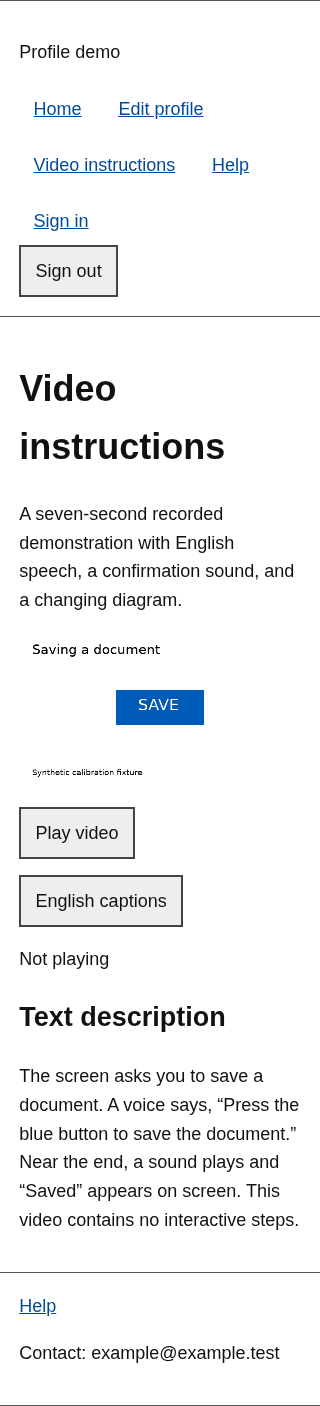 Profile demo
Home Edit profile
Video instructions Help
Sign in
Sign out
Video
instructions
A seven-second recorded
demonstration with English
speech, a confirmation sound, and
a changing diagram.
Saving a document
SAVE
Synthetic calibration fixture
Play video
English captions
Not playing
Text description
The screen asks you to save a
document. A voice says, “Press the
blue button to save the document.”
Near the end, a sound plays and
“Saved” appears on screen. This
video contains no interactive steps.
Help
Contact: example@example.test